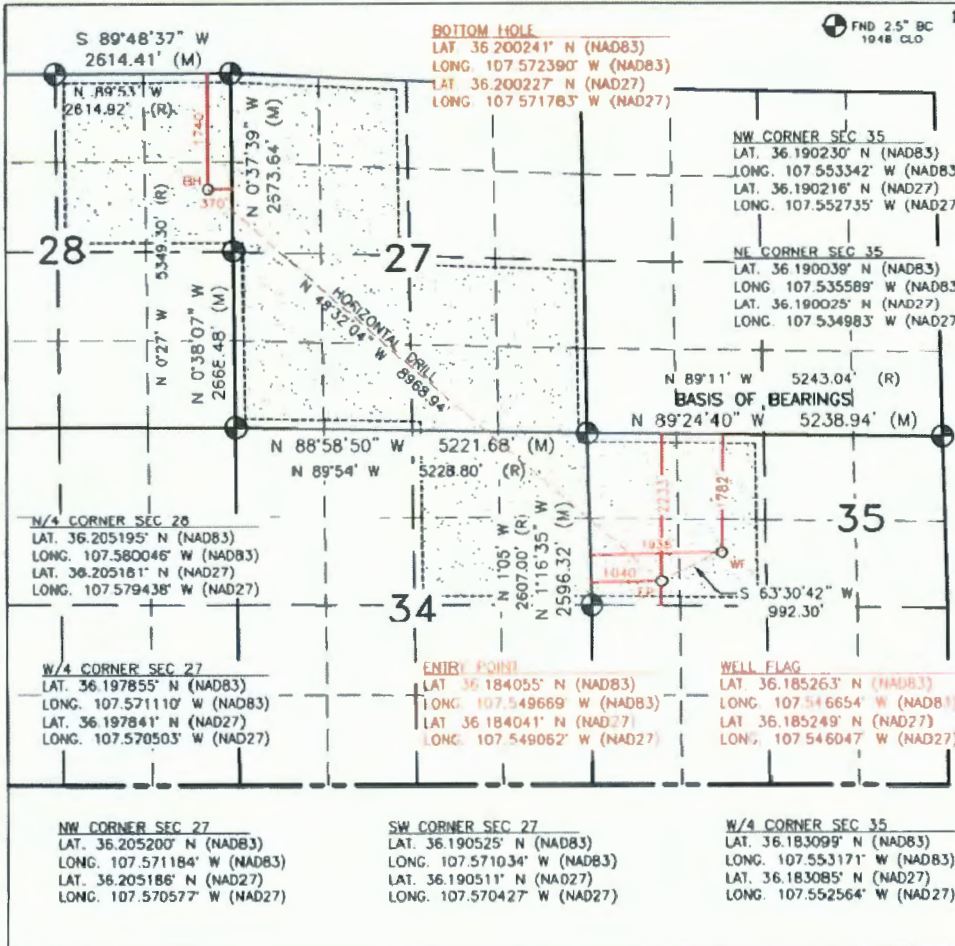 S 89°48'37" W
2614.41' (M)
N 89°53' W
2614.92' (R)
BOTTOM HOLE
LAT. 36.200241° N (NAD83)
LONG. 107.572390° W (NAD83)
LAT. 36.200227° N (NAD27)
LONG. 107.571783° W (NAD27)
FND 2.5" BC
1948 GLO
1740'
BH
370'
N 0°37'39" W
2573.64' (M)
NW CORNER SEC 35
LAT. 36.190230° N (NAD83)
LONG. 107.553342° W (NAD83
LAT. 36.190216° N (NAD27)
LONG. 107.552735° W (NAD27
28
27
N 0°27' W 5349.30' (R)
N 0°38'07" W
2668.48' (M)
HORIZONTAL DRILL
N 48°32'04" W 8968.94'
NE CORNER SEC 35
LAT. 36.190039° N (NAD83)
LONG. 107.535589° W (NAD83
LAT. 36.190025° N (NAD27)
LONG. 107.534983° W (NAD27
N 89°11' W 5243.04' (R)
BASIS OF BEARINGS
N 89°24'40" W 5238.94' (M)
N 88°58'50" W 5221.68' (M)
N 89°54' W 5228.80' (R)
N/4 CORNER SEC 28
LAT. 36.205195° N (NAD83)
LONG. 107.580046° W (NAD83)
LAT. 36.205181° N (NAD27)
LONG. 107.579438° W (NAD27)
34
N 1°05' W
2607.00' (R)
N 1°16'35" W
2596.32' (M)
2233'
1782'
1938'
1040'
EP
WF
35
S 63°30'42" W
992.30'
W/4 CORNER SEC 27
LAT. 36.197855° N (NAD83)
LONG. 107.571110° W (NAD83)
LAT. 36.197841° N (NAD27)
LONG. 107.570503° W (NAD27)
ENTRY POINT
LAT 36.184055° N (NAD83)
LONG. 107.549669° W (NAD83)
LAT 36.184041° N (NAD27)
LONG. 107.549062° W (NAD27)
WELL FLAG
LAT. 36.185263° N (NAD83)
LONG. 107.546654° W (NAD83)
LAT 36.185249° N (NAD27)
LONG. 107.546047° W (NAD27)
NW CORNER SEC 27
LAT. 36.205200° N (NAD83)
LONG. 107.571184° W (NAD83)
LAT. 36.205186° N (NAD27)
LONG. 107.570577° W (NAD27)
SW CORNER SEC 27
LAT. 36.190525° N (NAD83)
LONG. 107.571034° W (NAD83)
LAT. 36.190511° N (NAD27)
LONG. 107.570427° W (NAD27)
W/4 CORNER SEC 35
LAT. 36.183099° N (NAD83)
LONG. 107.553171° W (NAD83)
LAT. 36.183085° N (NAD27)
LONG. 107.552564° W (NAD27)